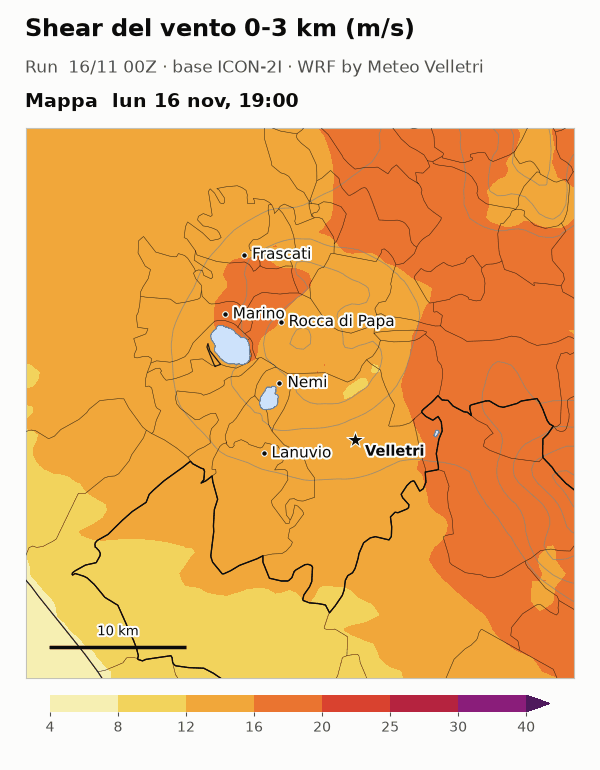 Shear del vento 0-3 km (m/s)
Run  16/11 00Z · base ICON-2I · WRF by Meteo Velletri
Mappa  lun 16 nov, 19:00
Frascati
Marino
Rocca di Papa
Nemi
Velletri
Lanuvio
10 km
4 8 12 16 20 25 30 40